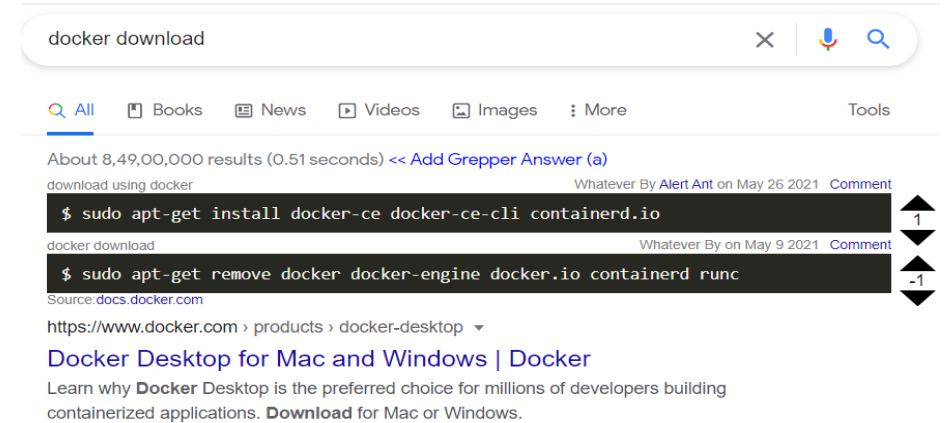 docker download
All Books News Videos Images More Tools
About 8,49,00,000 results (0.51 seconds) << Add Grepper Answer (a)
download using docker Whatever By Alert Ant on May 26 2021 Comment
$ sudo apt-get install docker-ce docker-ce-cli containerd.io
1
docker download Whatever By on May 9 2021 Comment
$ sudo apt-get remove docker docker-engine docker.io containerd runc
-1
Source:docs.docker.com
https://www.docker.com › products › docker-desktop
Docker Desktop for Mac and Windows | Docker
Learn why Docker Desktop is the preferred choice for millions of developers building
containerized applications. Download for Mac or Windows.